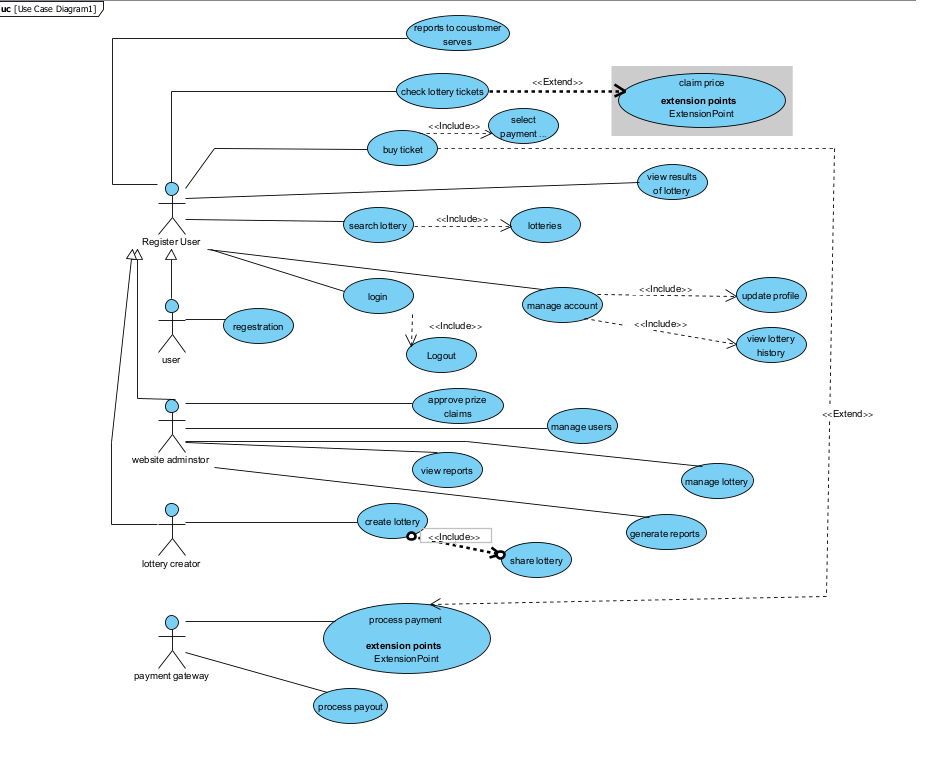 uc [Use Case Diagram1]
reports to coustomer
serves
check lottery tickets
<<Extend>>
claim price
extension points
ExtensionPoint
<<Include>>
select
payment ...
buy ticket
view results
of lottery
search lottery
<<Include>>
lotteries
Register User
login
manage account
<<Include>>
update profile
<<Include>>
view lottery
history
regestration
<<Include>>
Logout
user
approve prize
claims
<<Extend>>
manage users
website adminstor
view reports
manage lottery
create lottery
<<Include>>
generate reports
share lottery
lottery creator
process payment
extension points
ExtensionPoint
payment gateway
process payout